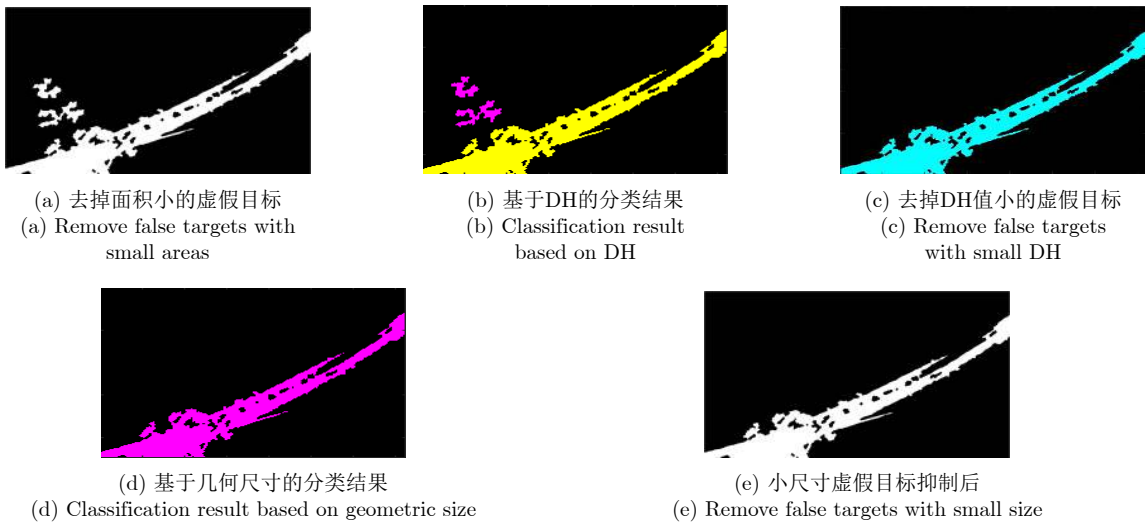 (a) 去掉面积小的虚假目标
(a) Remove false targets with
small areas
(b) 基于DH的分类结果
(b) Classification result
based on DH
(c) 去掉DH值小的虚假目标
(c) Remove false targets
with small DH
(d) 基于几何尺寸的分类结果
(d) Classification result based on geometric size
(e) 小尺寸虚假目标抑制后
(e) Remove false targets with small size